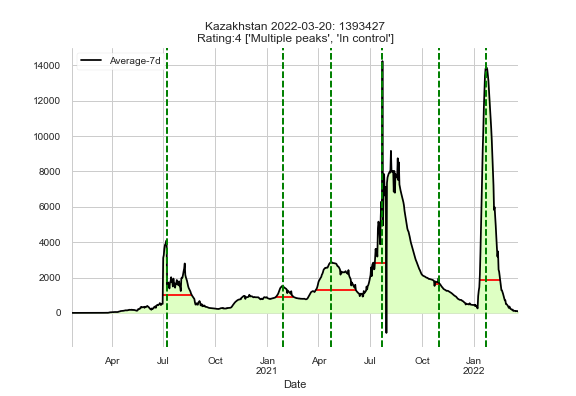 Kazakhstan 2022-03-20: 1393427
Rating:4 ['Multiple peaks', 'In control']
Average-7d
14000
12000
10000
8000
6000
4000
2000
0
Apr Jul Oct Jan Apr Jul Oct Jan
2021 2022
Date